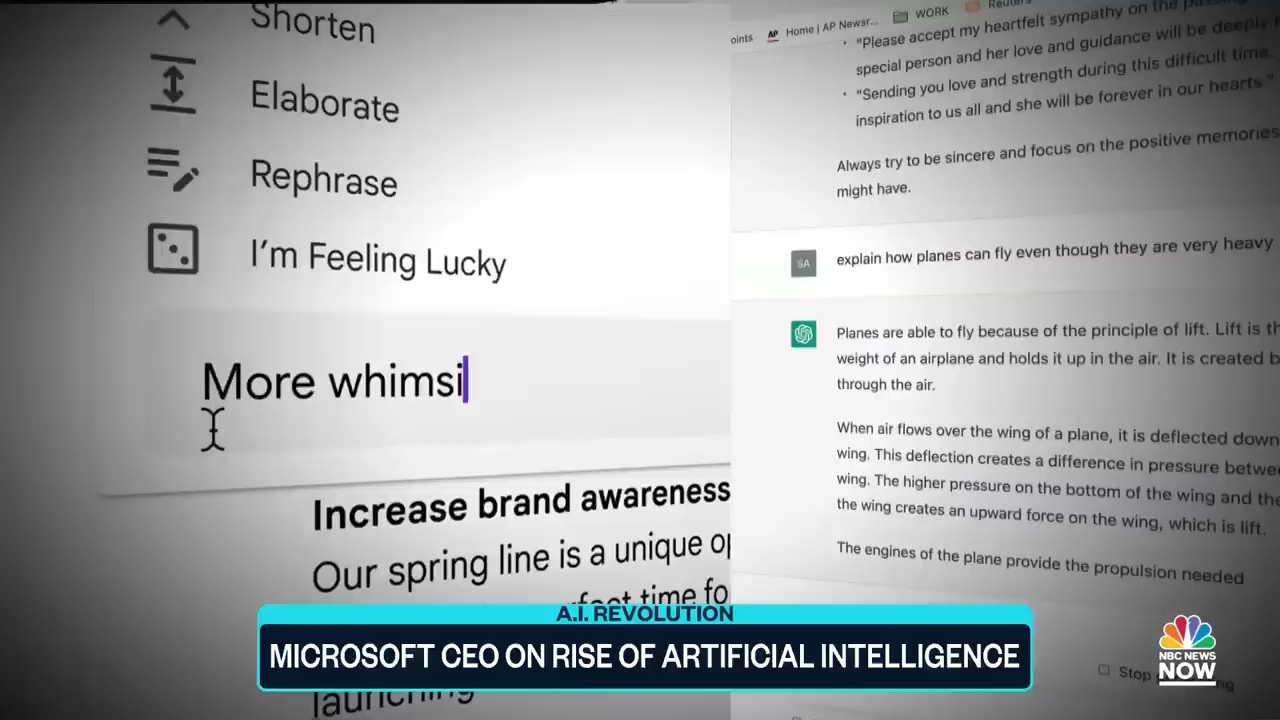 Shorten
Elaborate
Rephrase
I'm Feeling Lucky
More whimsi
Increase brand awareness
Our spring line is a unique
time fo
launching
oints
Home | AP Newsr...
WORK
Reuters
· "Please accept my heartfelt sympathy on the passing
special person and her love and guidance will be deeply
· "Sending you love and strength during this difficult time.
inspiration to us all and she will be forever in our hearts."
Always try to be sincere and focus on the positive memories
might have.
SA
explain how planes can fly even though they are very heavy
Planes are able to fly because of the principle of lift. Lift is th
weight of an airplane and holds it up in the air. It is created b
through the air.
When air flows over the wing of a plane, it is deflected down
wing. This deflection creates a difference in pressure betwe
wing. The higher pressure on the bottom of the wing and the
the wing creates an upward force on the wing, which is lift.
The engines of the plane provide the propulsion needed
Stop
ng
A.I. REVOLUTION
MICROSOFT CEO ON RISE OF ARTIFICIAL INTELLIGENCE
NBC NEWS
NOW